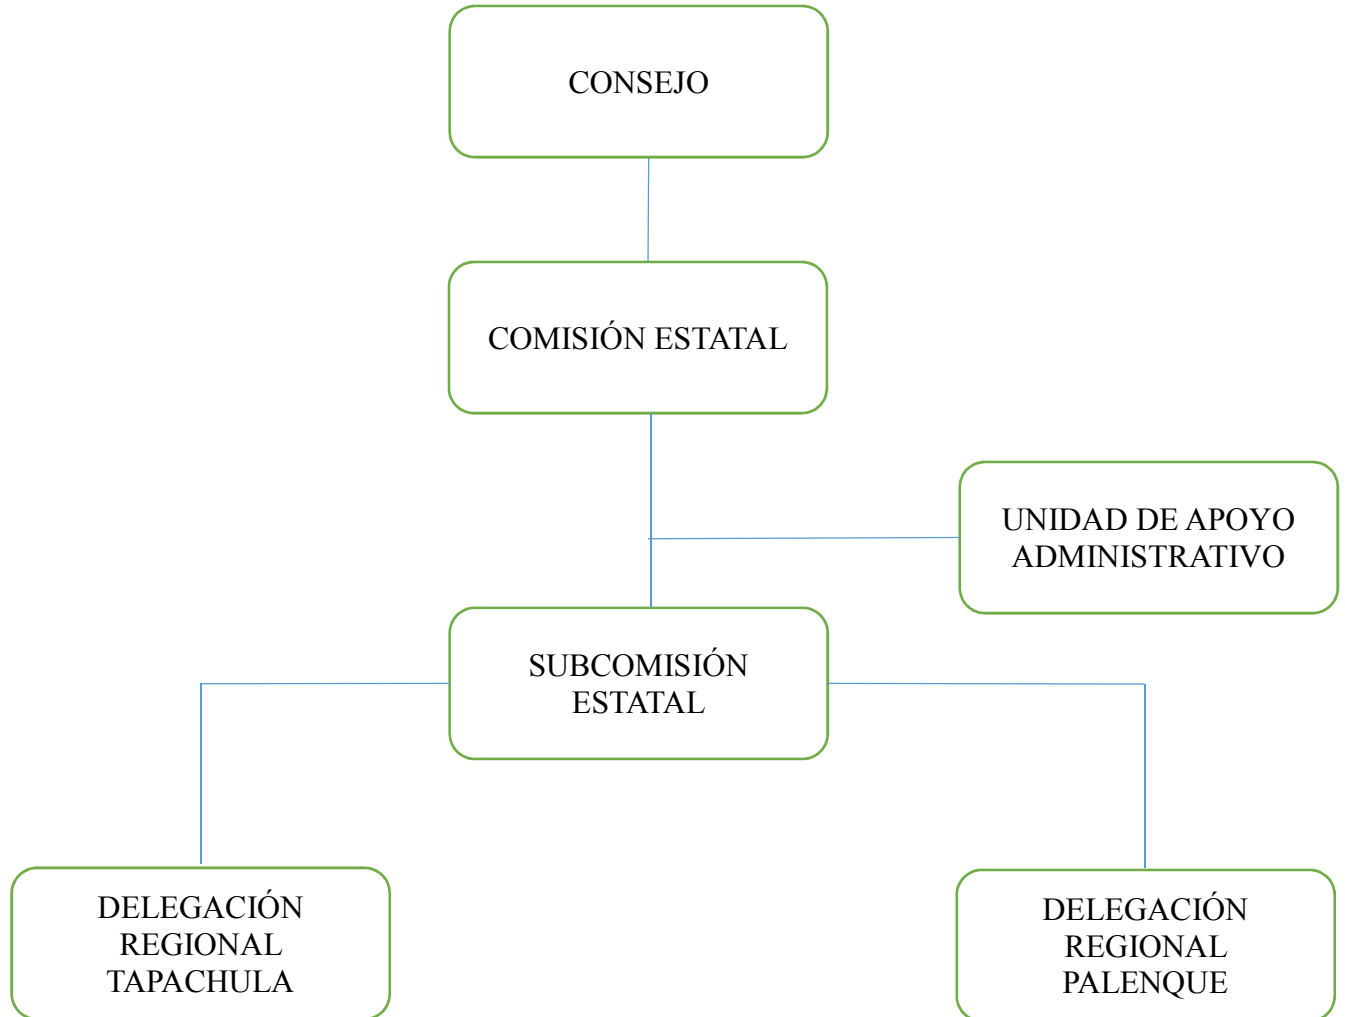 CONSEJO
COMISIÓN ESTATAL
UNIDAD DE APOYO
ADMINISTRATIVO
SUBCOMISIÓN
ESTATAL
DELEGACIÓN
REGIONAL
TAPACHULA
DELEGACIÓN
REGIONAL
PALENQUE